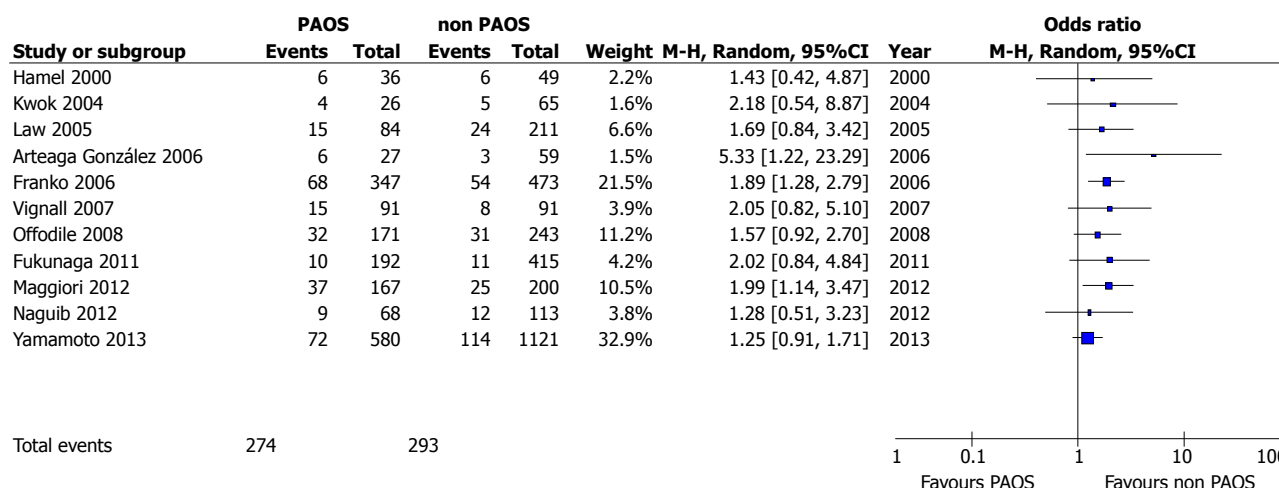 PAOS non PAOS Odds ratio
Study or subgroup Events Total Events Total Weight M-H, Random, 95%CI Year M-H, Random, 95%CI
Hamel 2000 6 36 6 49 2.2% 1.43 [0.42, 4.87] 2000
Kwok 2004 4 26 5 65 1.6% 2.18 [0.54, 8.87] 2004
Law 2005 15 84 24 211 6.6% 1.69 [0.84, 3.42] 2005
Arteaga González 2006 6 27 3 59 1.5% 5.33 [1.22, 23.29] 2006
Franko 2006 68 347 54 473 21.5% 1.89 [1.28, 2.79] 2006
Vignall 2007 15 91 8 91 3.9% 2.05 [0.82, 5.10] 2007
Offodile 2008 32 171 31 243 11.2% 1.57 [0.92, 2.70] 2008
Fukunaga 2011 10 192 11 415 4.2% 2.02 [0.84, 4.84] 2011
Maggiori 2012 37 167 25 200 10.5% 1.99 [1.14, 3.47] 2012
Naguib 2012 9 68 12 113 3.8% 1.28 [0.51, 3.23] 2012
Yamamoto 2013 72 580 114 1121 32.9% 1.25 [0.91, 1.71] 2013
Total events 274 293
1 0.1 1 10 100
Favours PAOS Favours non PAOS